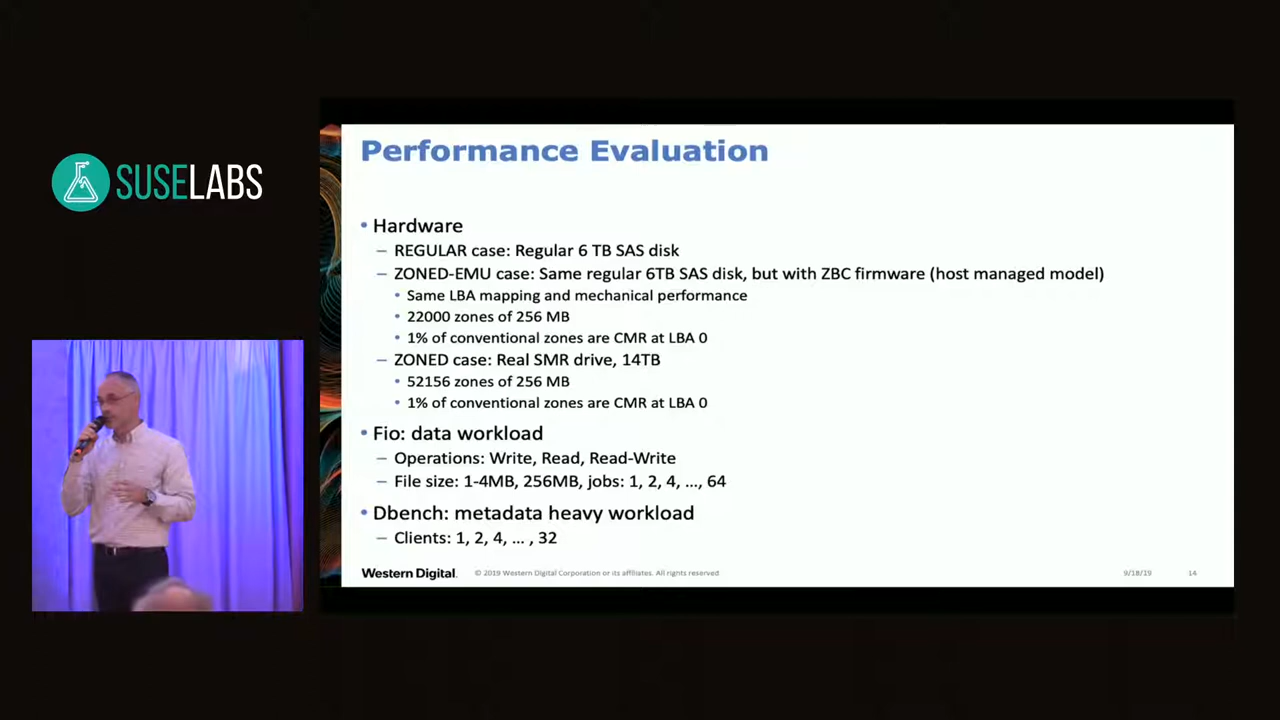 SUSELABS
Performance Evaluation
• Hardware
– REGULAR case: Regular 6 TB SAS disk
– ZONED-EMU case: Same regular 6TB SAS disk, but with ZBC firmware (host managed model)
• Same LBA mapping and mechanical performance
• 22000 zones of 256 MB
• 1% of conventional zones are CMR at LBA 0
– ZONED case: Real SMR drive, 14TB
• 52156 zones of 256 MB
• 1% of conventional zones are CMR at LBA 0
• Fio: data workload
– Operations: Write, Read, Read-Write
– File size: 1-4MB, 256MB, jobs: 1, 2, 4, …, 64
• Dbench: metadata heavy workload
– Clients: 1, 2, 4, … , 32
Western Digital. © 2019 Western Digital Corporation or its affiliates. All rights reserved 9/18/19 14